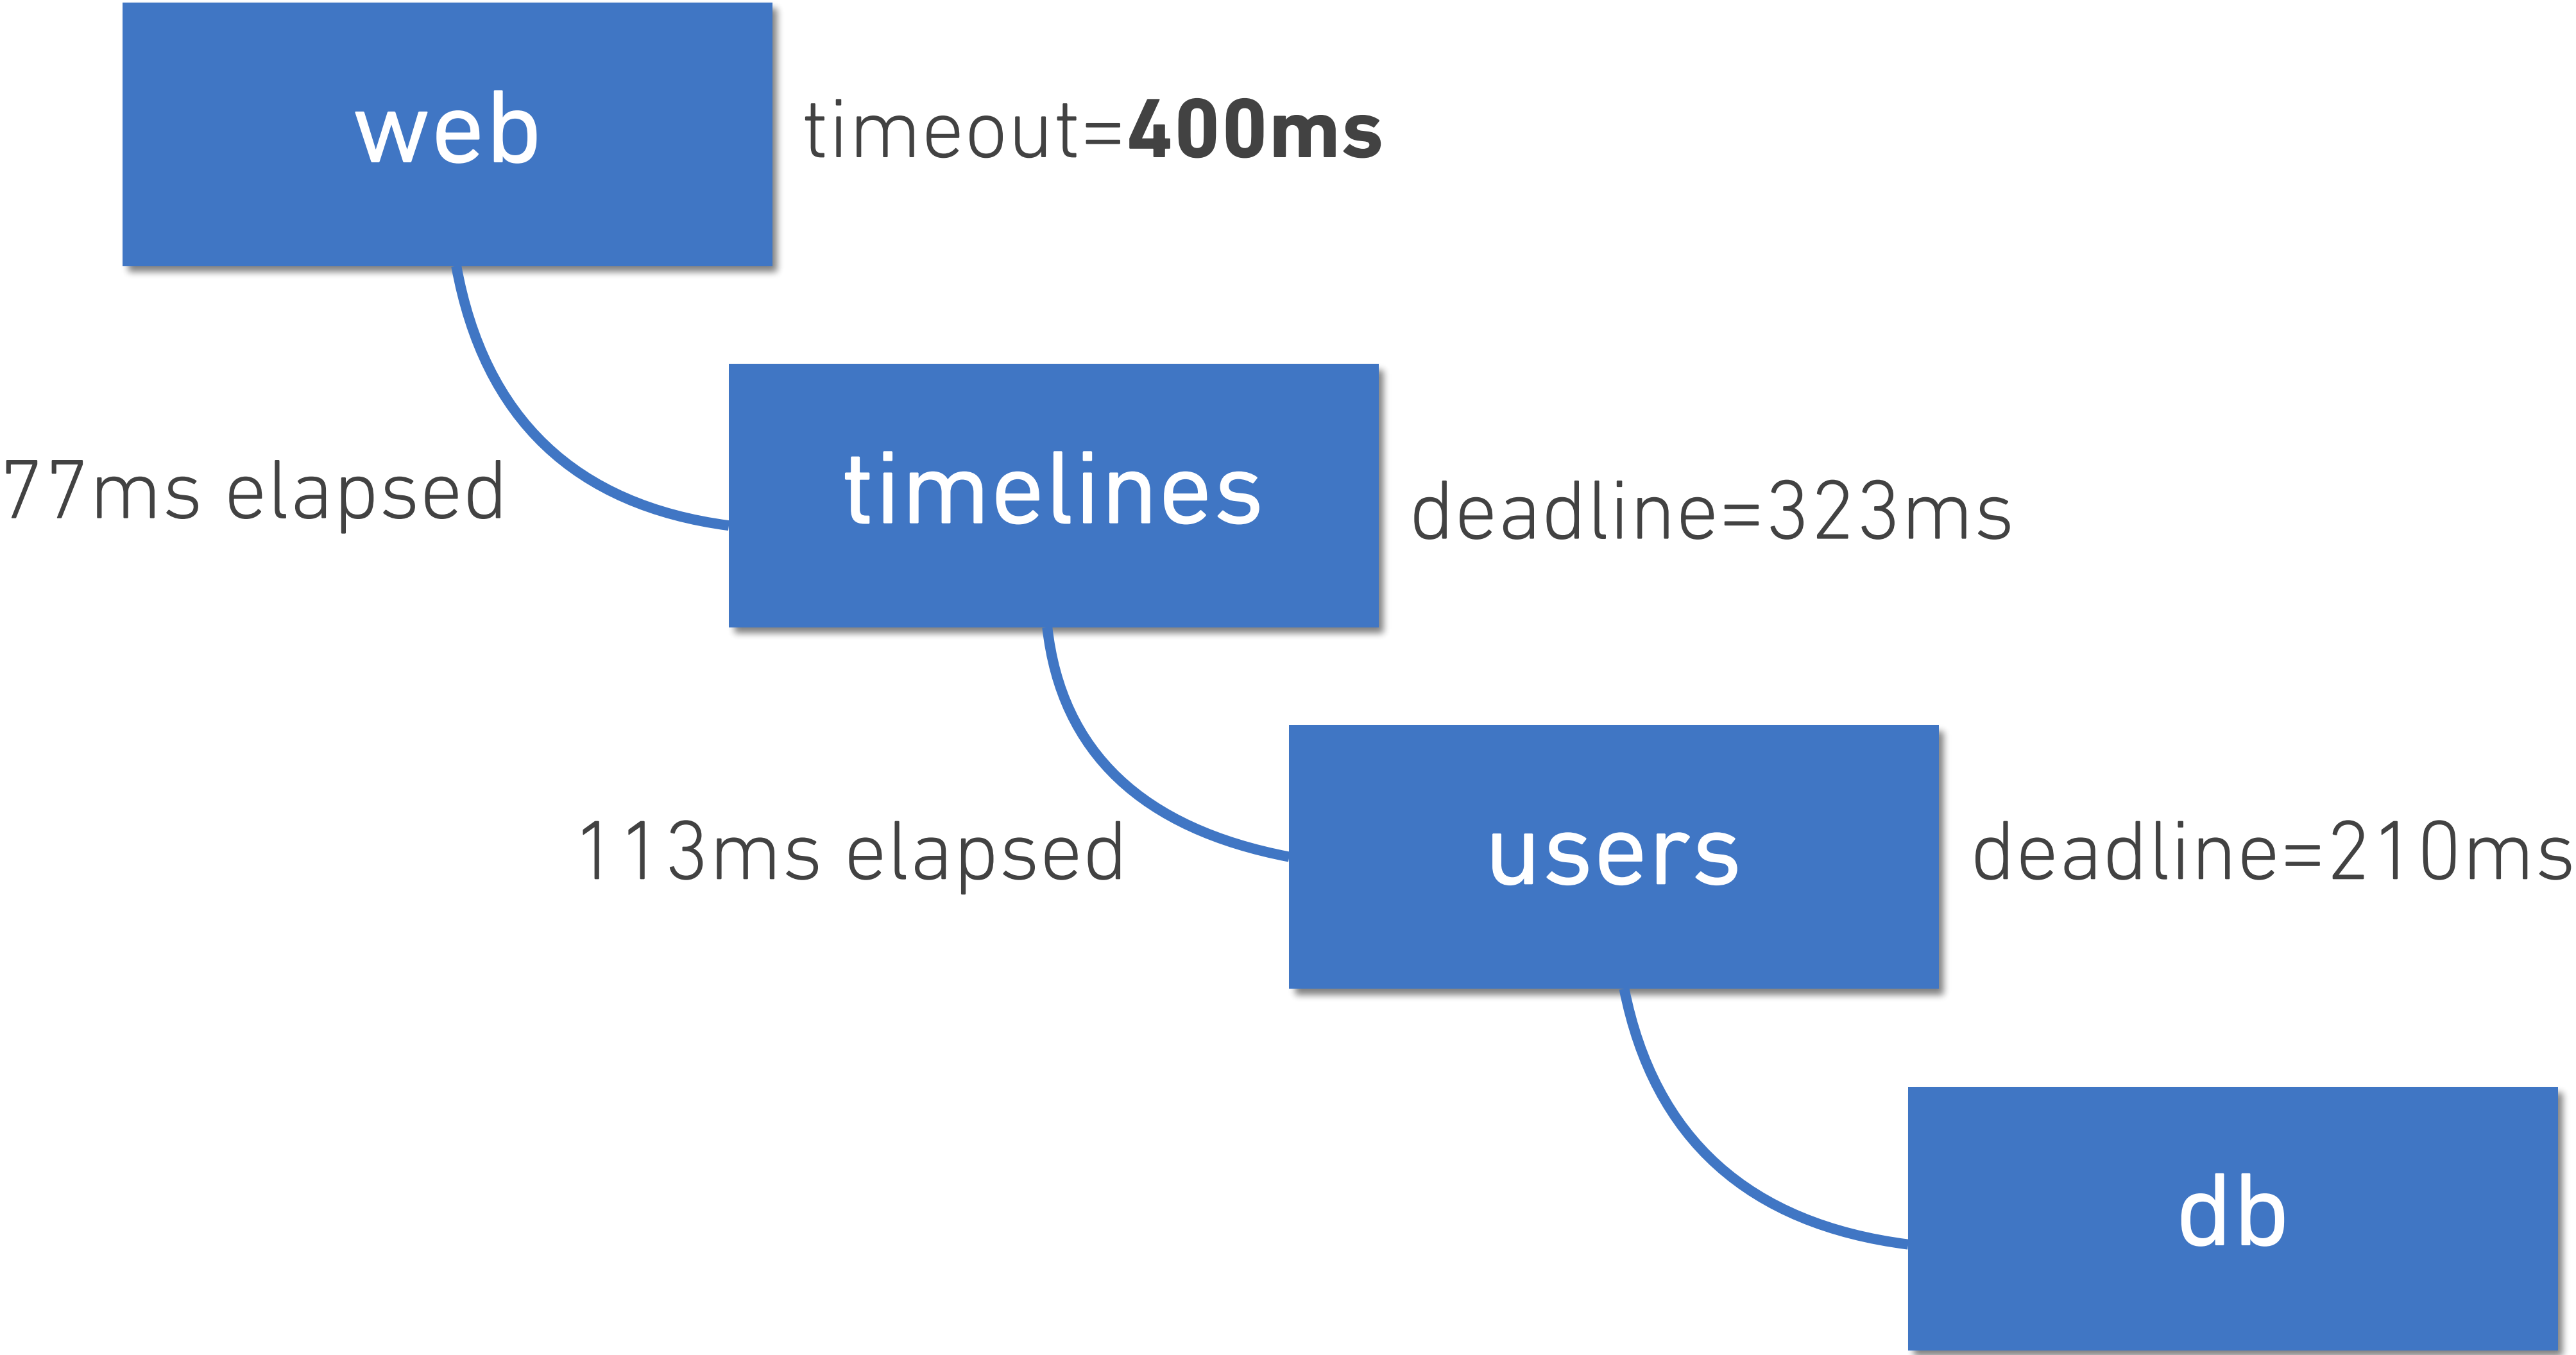 web
timeout=400ms
77ms elapsed
timelines
deadline=323ms
113ms elapsed
users
deadline=210ms
db